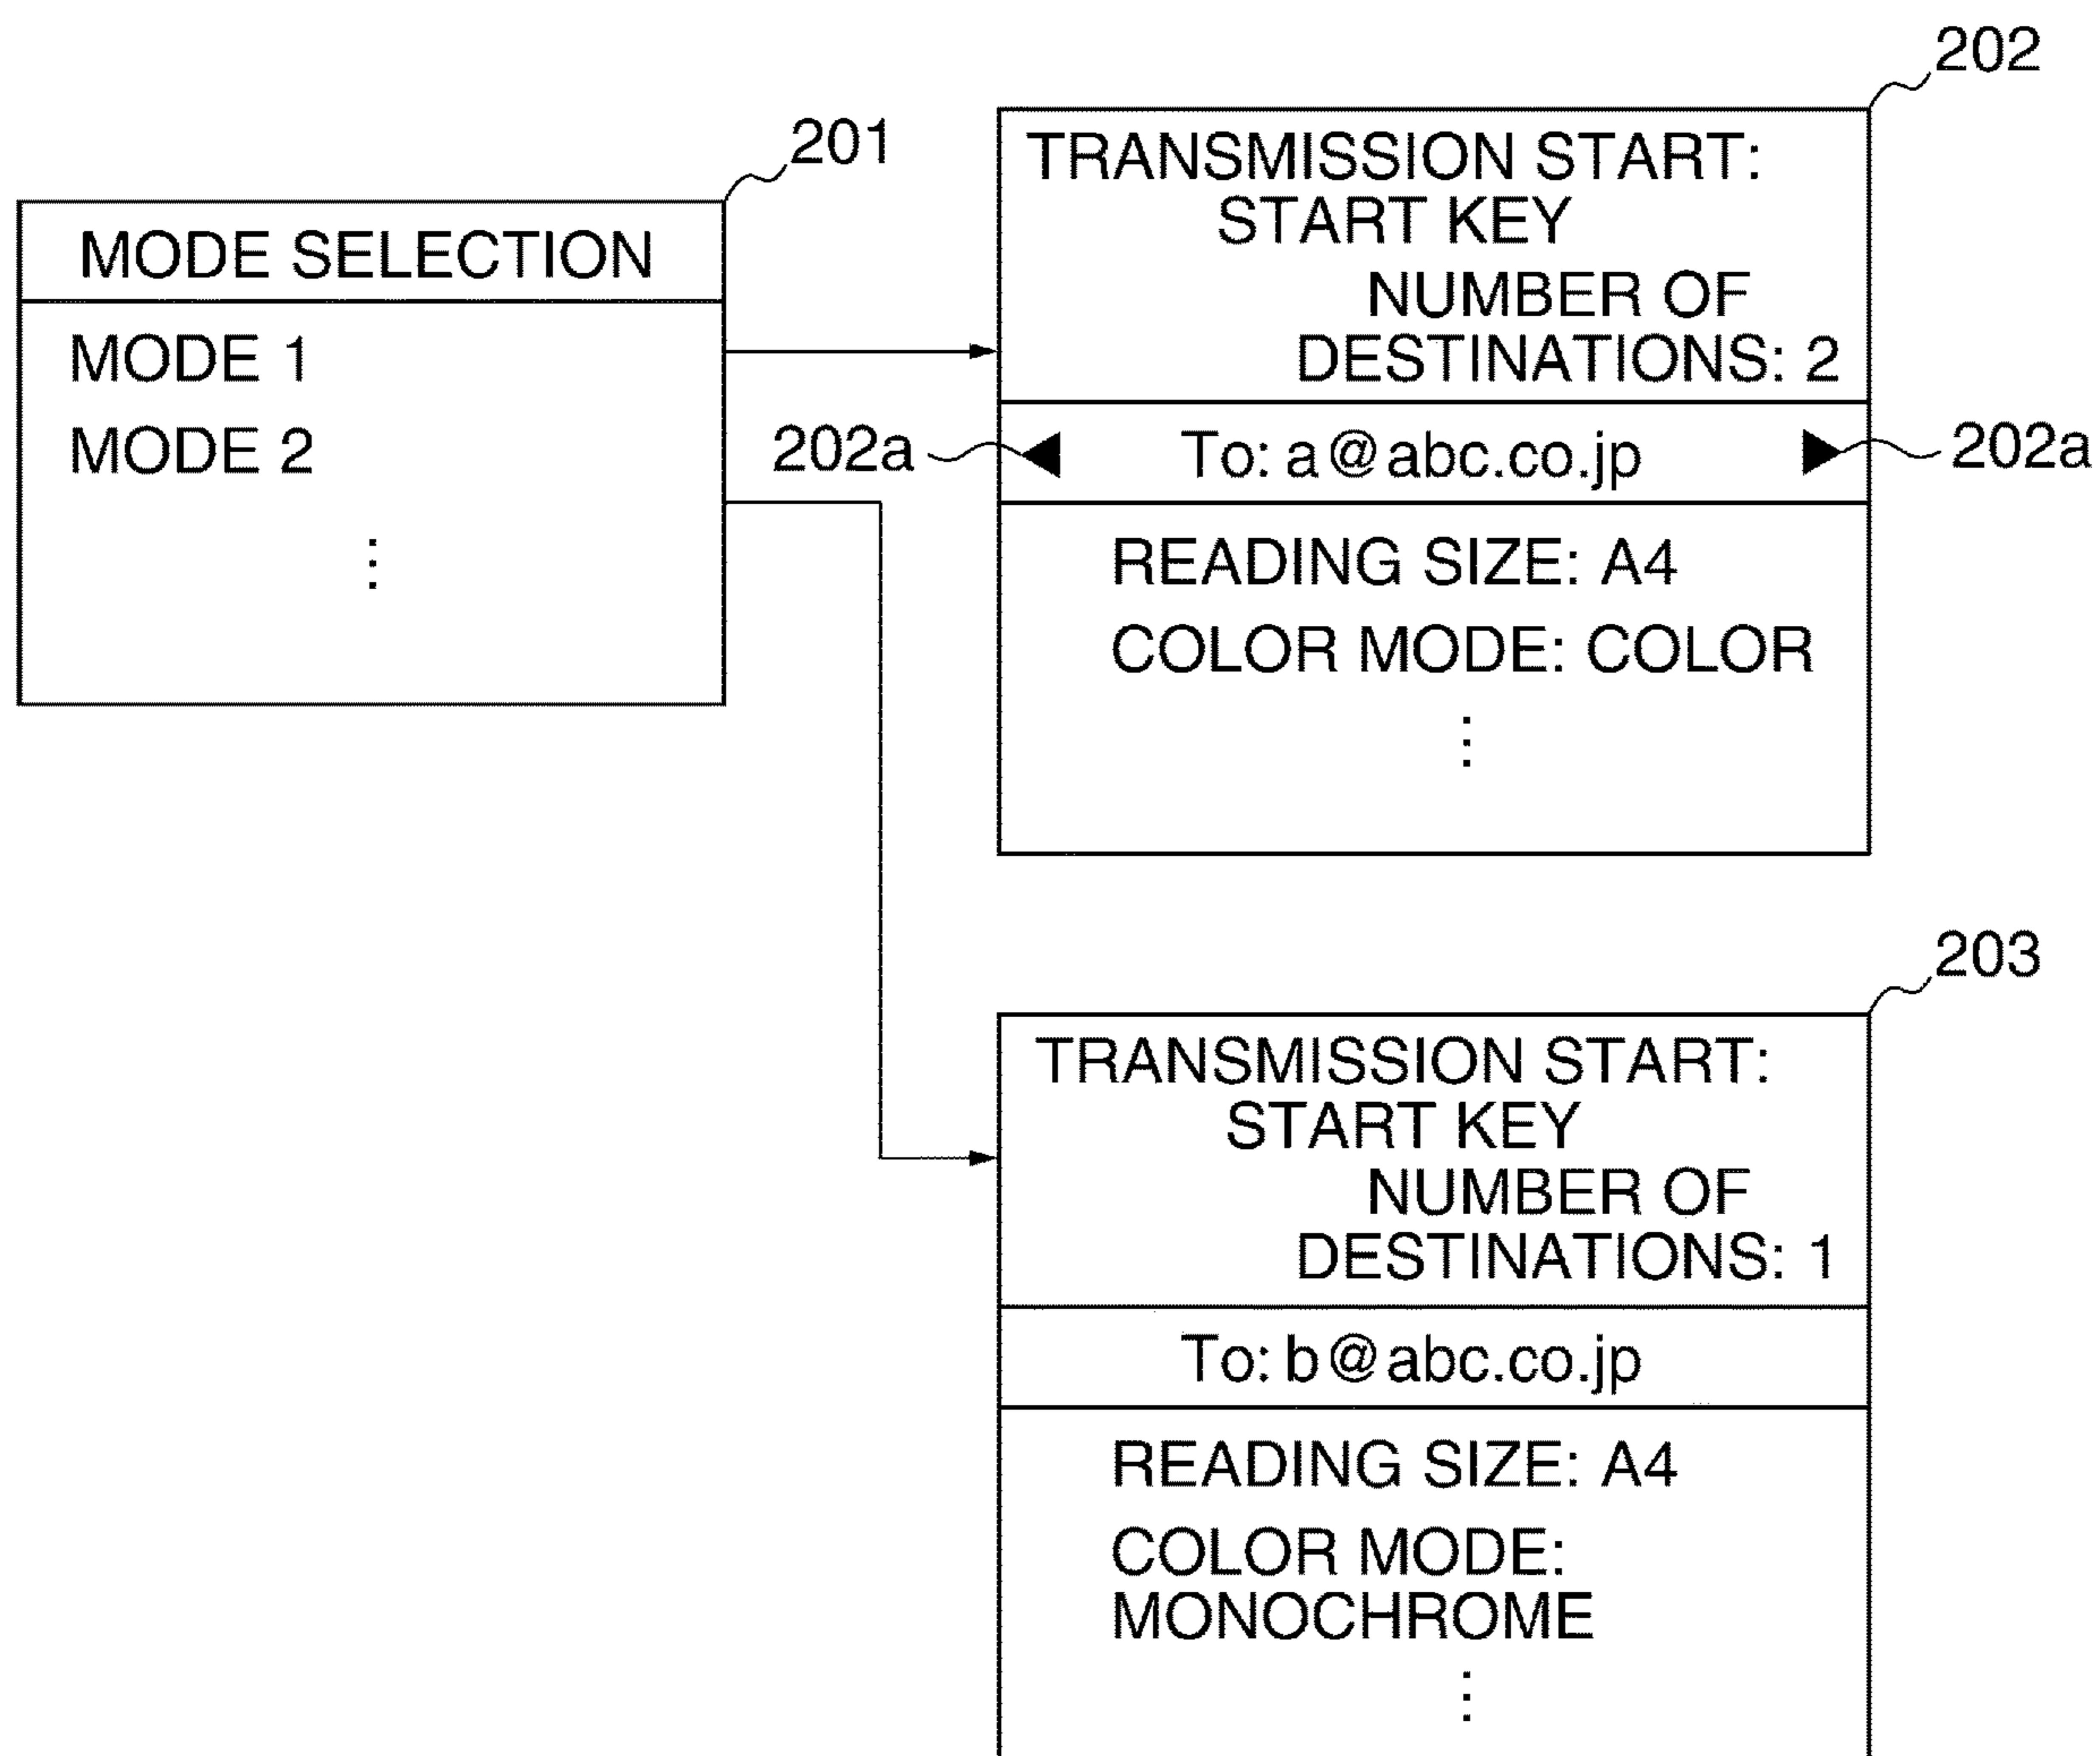 201
MODE SELECTION
MODE 1
MODE 2
202
TRANSMISSION START:
START KEY
NUMBER OF
DESTINATIONS: 2
202a
To: a@abc.co.jp
202a
READING SIZE: A4
COLOR MODE: COLOR
203
TRANSMISSION START:
START KEY
NUMBER OF
DESTINATIONS: 1
To: b@abc.co.jp
READING SIZE: A4
COLOR MODE:
MONOCHROME